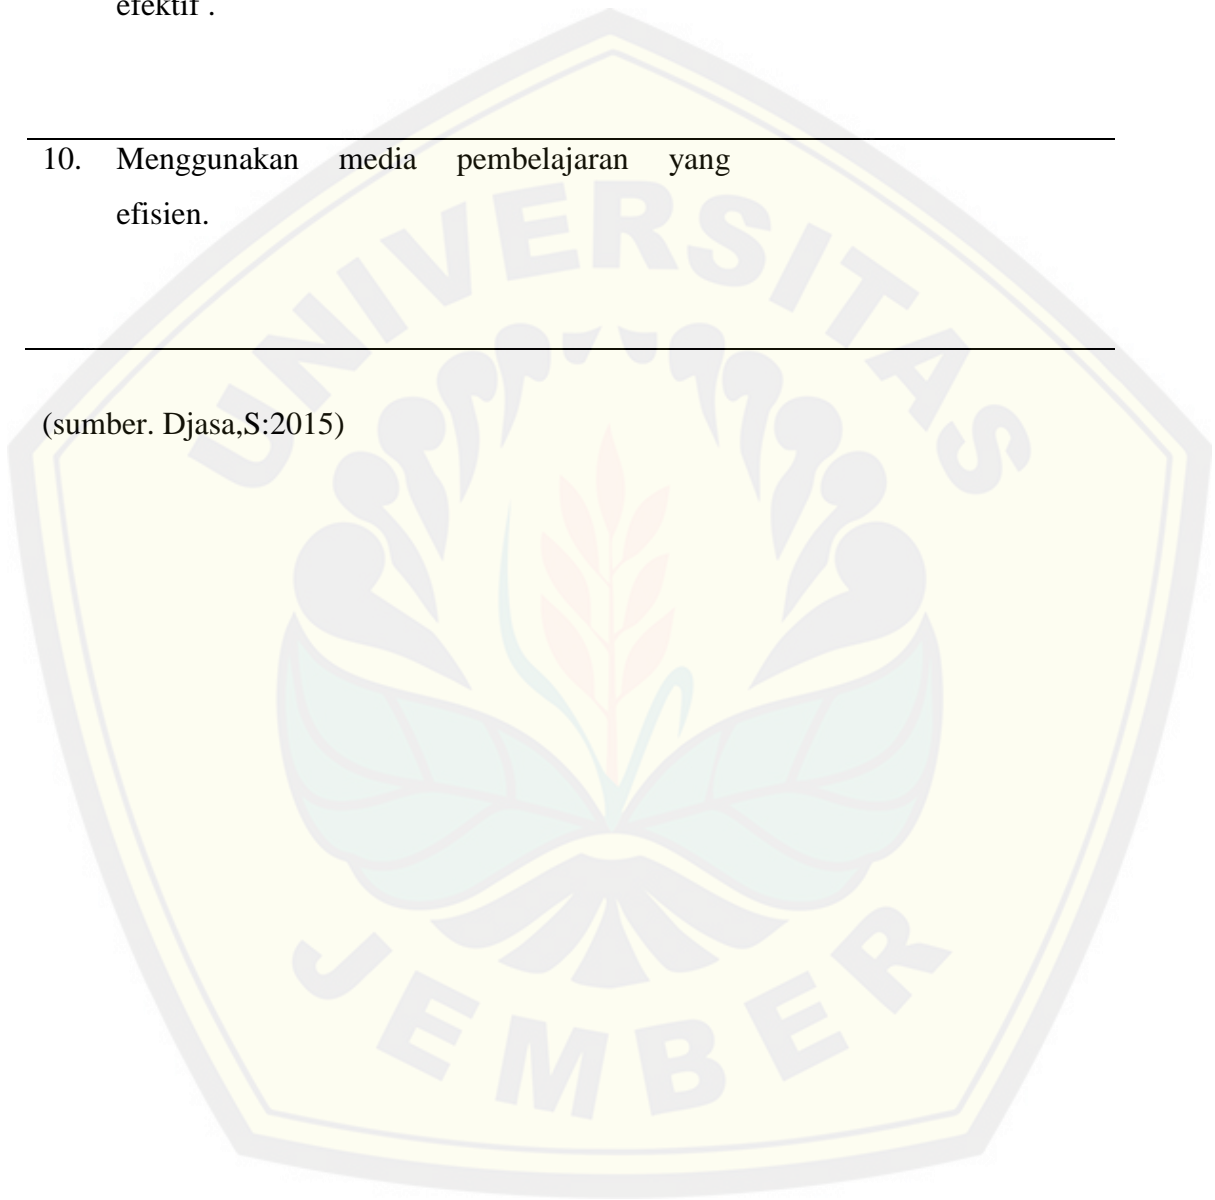 efektif .
10. Menggunakan media pembelajaran yang
efisien.
(sumber. Djasa,S:2015)
UNIVERSITAS
JEMBER